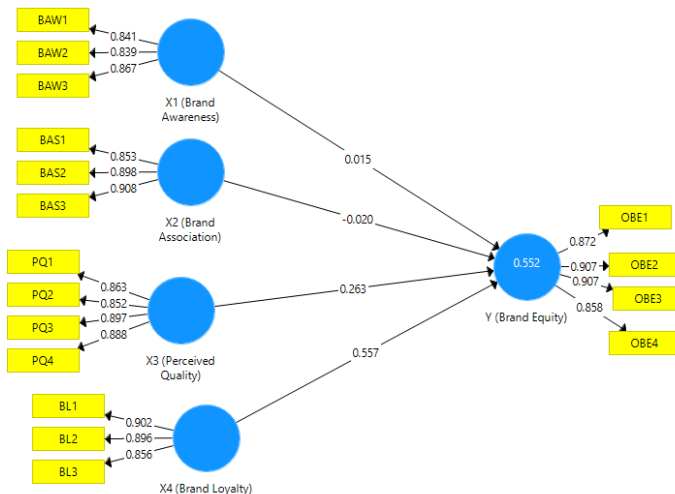 BAW1
0.841
BAW2
0.839
BAW3
0.867
X1 (Brand
Awareness)
BAS1
0.853
BAS2
0.898
BAS3
0.908
X2 (Brand
Association)
PQ1
0.863
PQ2
0.852
PQ3
0.897
PQ4
0.888
X3 (Perceived
Quality)
BL1
0.902
BL2
0.896
BL3
0.856
X4 (Brand Loyalty)
0.015
-0.020
0.263
0.557
0.552
Y (Brand Equity)
0.872
OBE1
0.907
OBE2
0.907
OBE3
0.858
OBE4